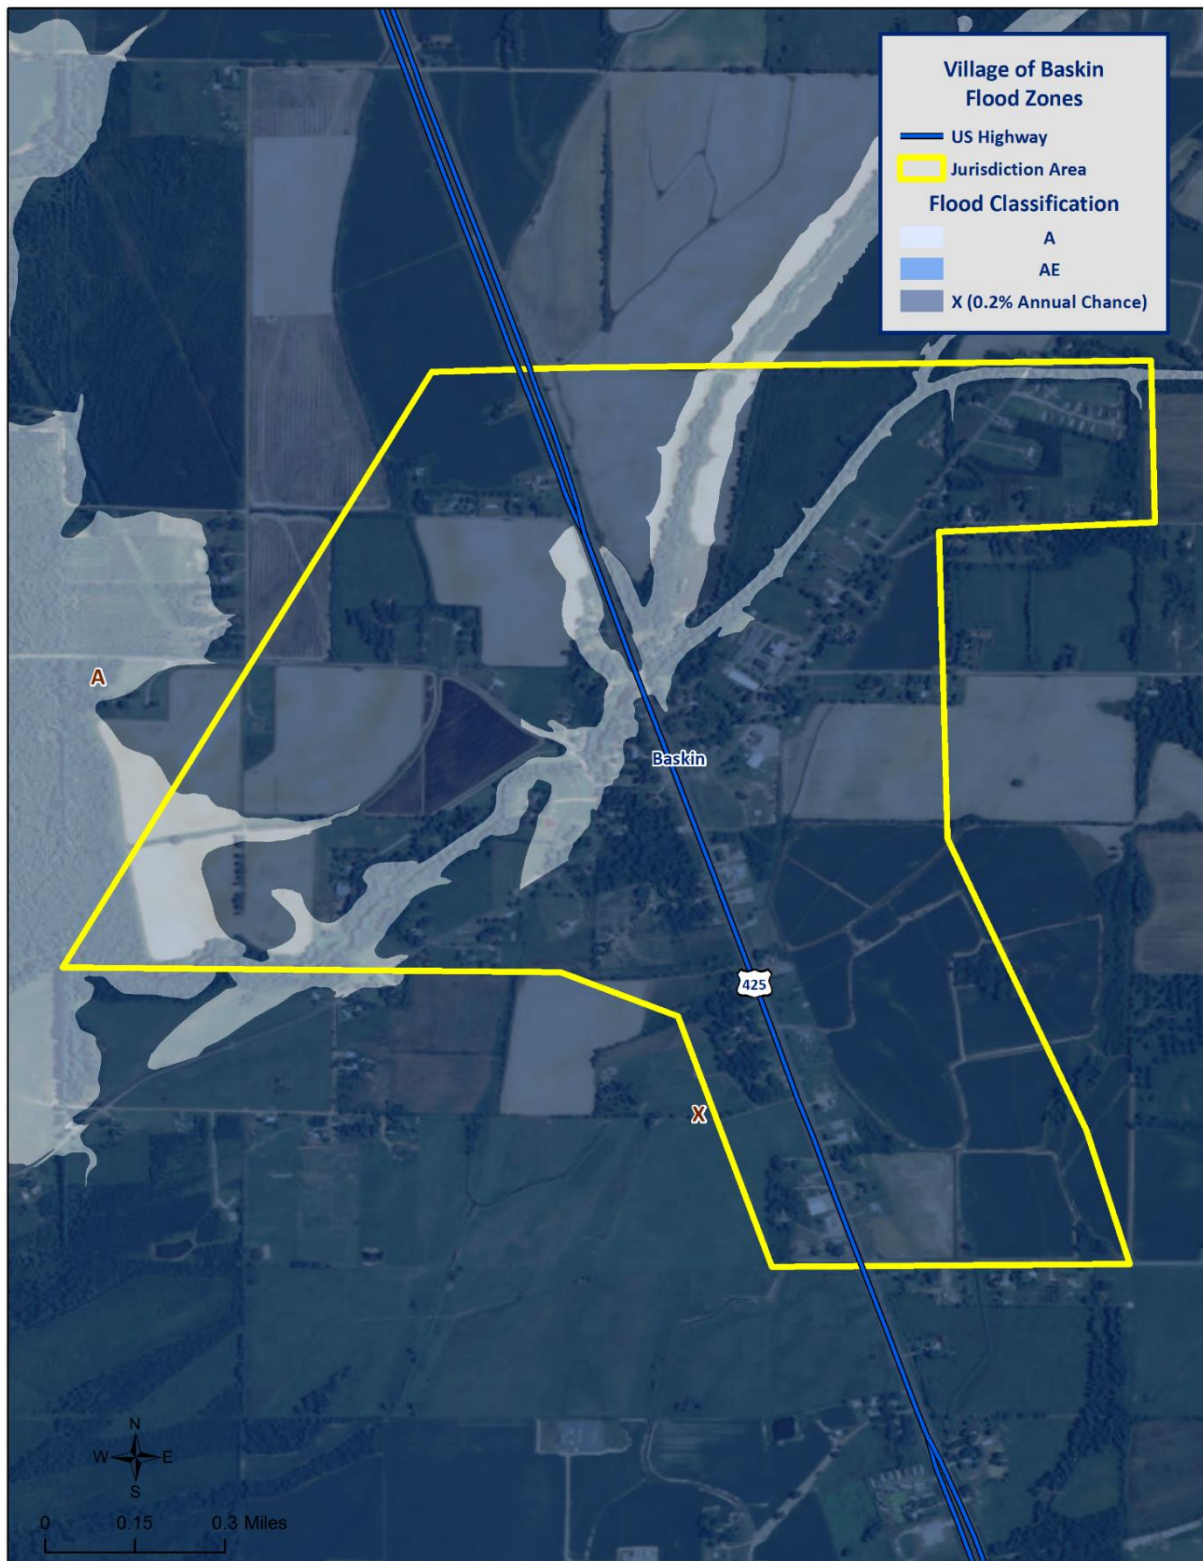 Village of Baskin
Flood Zones
US Highway
Jurisdiction Area
Flood Classification
A
AE
X (0.2% Annual Chance)
A
Baskin
425
X
N
W E
S
0 0.15 0.3 Miles